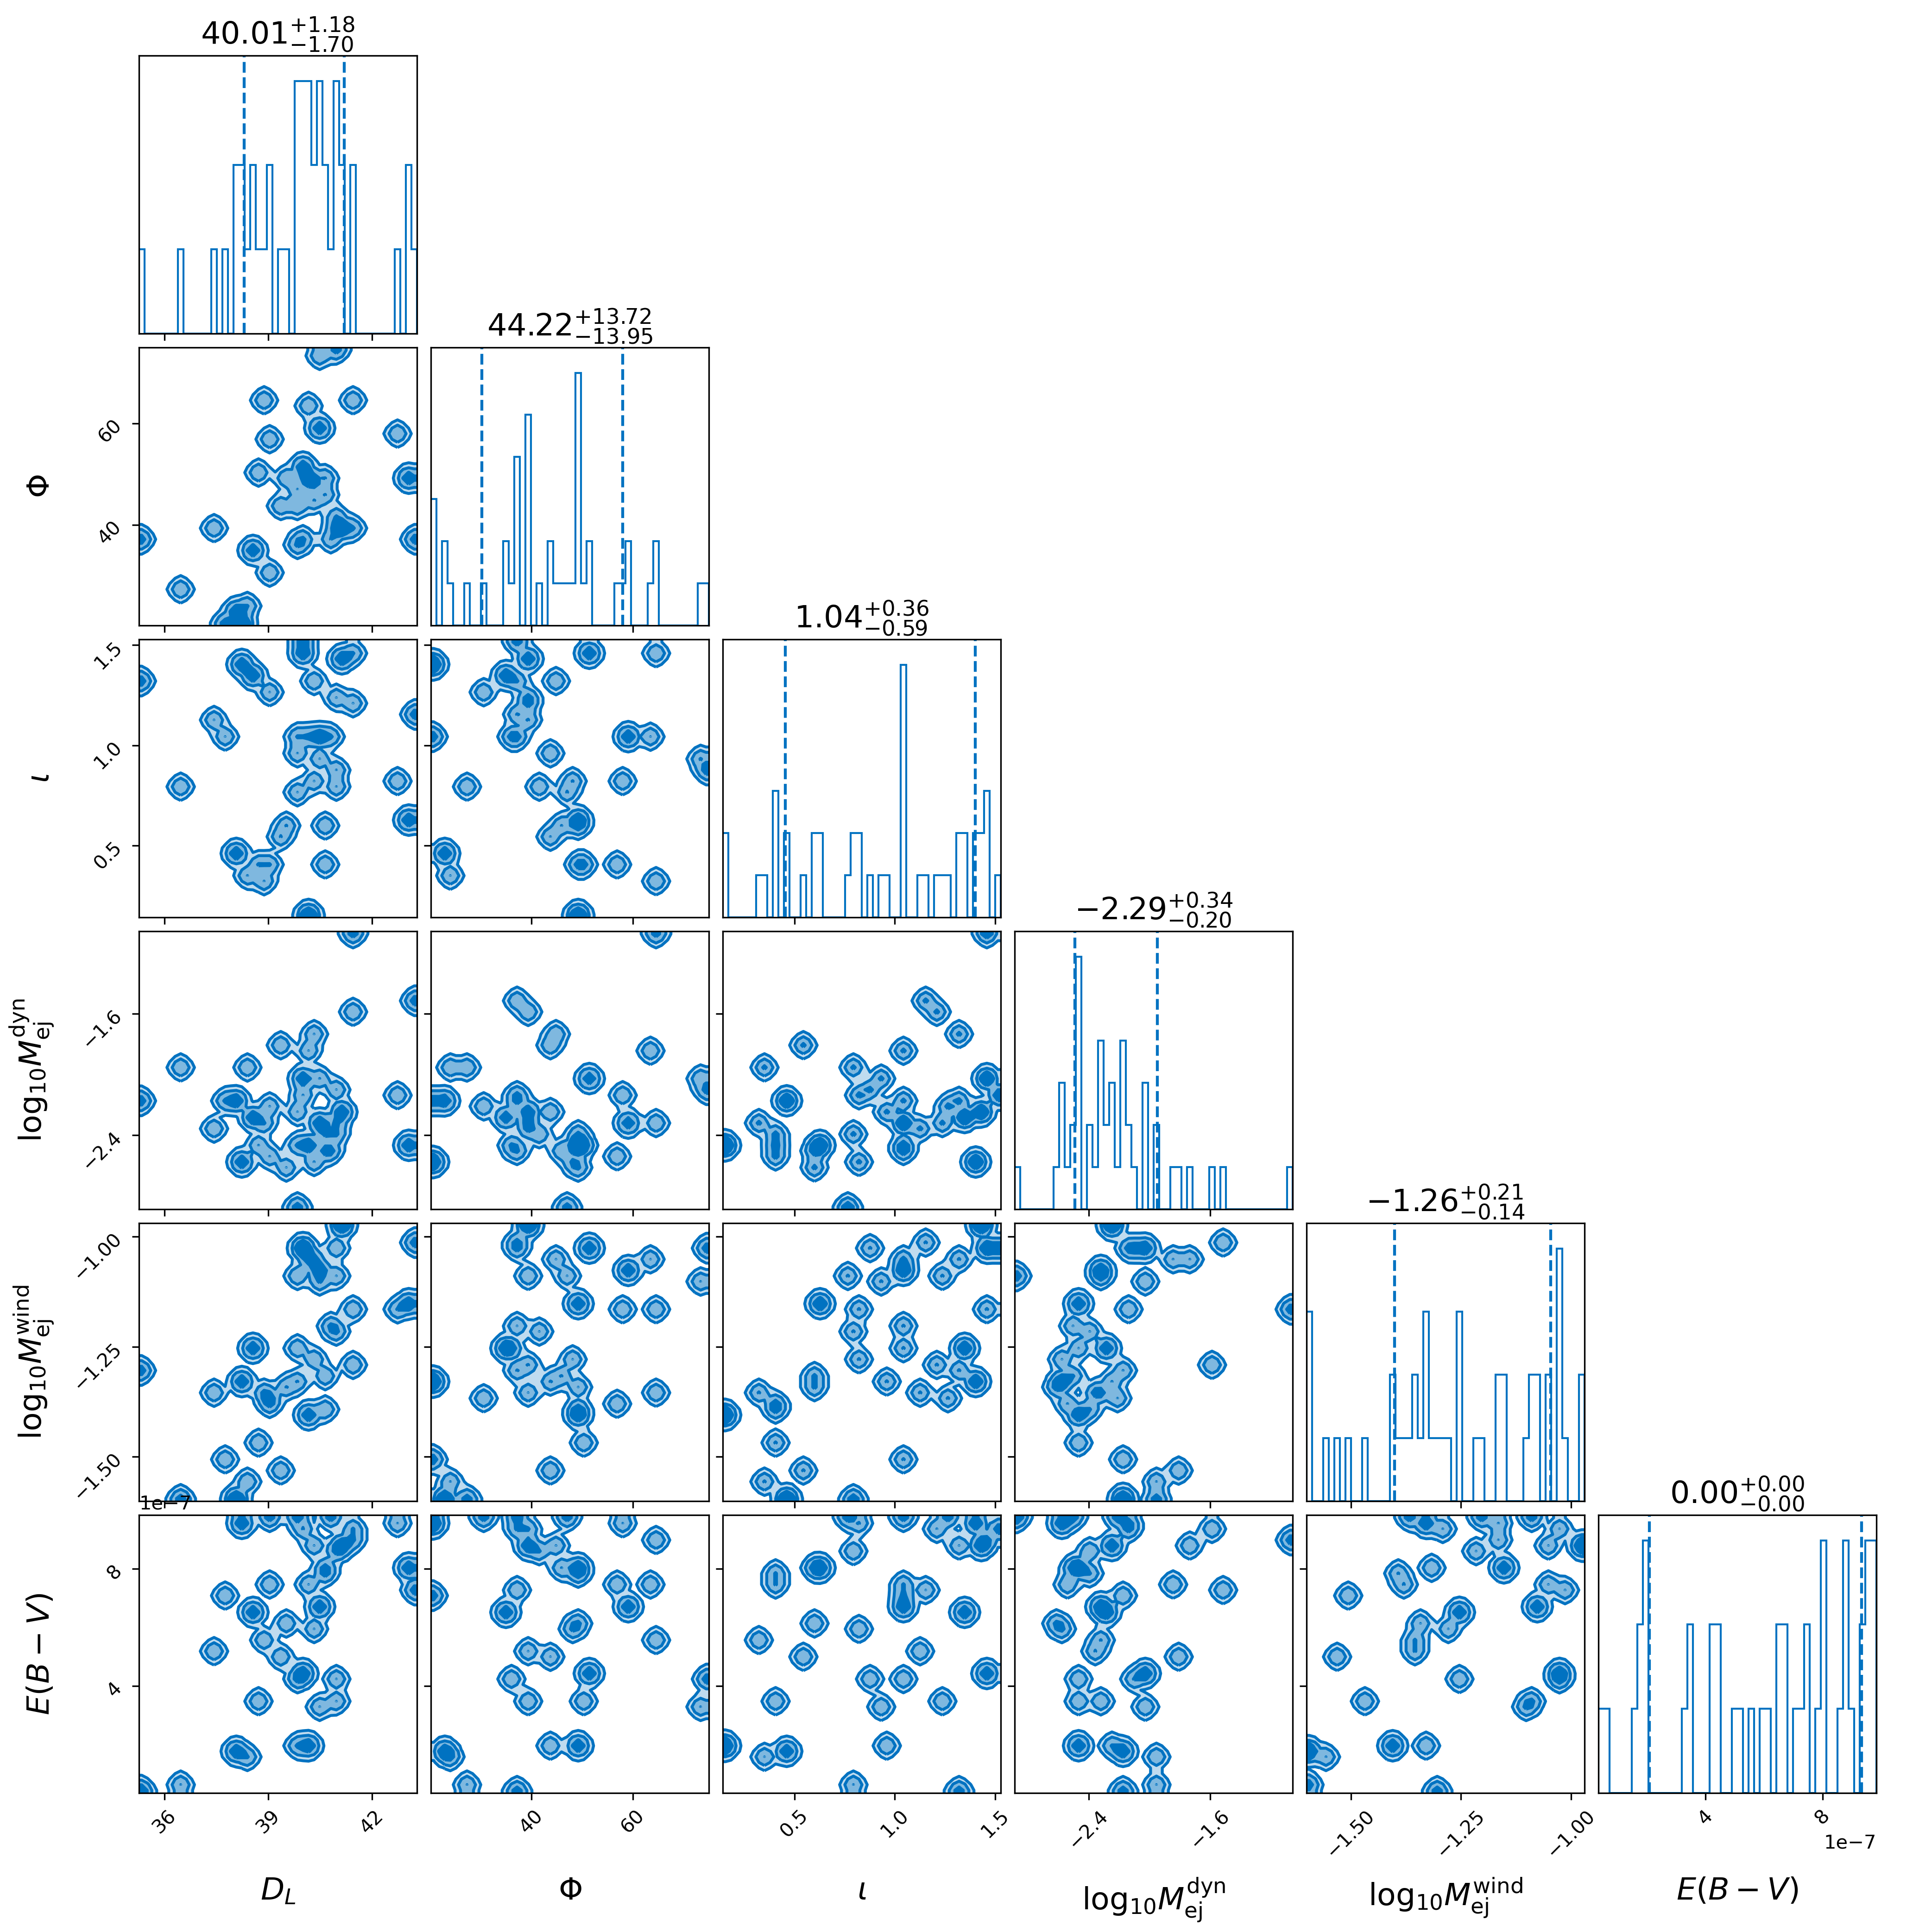 40.01+1.18−1.70
44.22+13.72−13.95
60
40
Φ
1.04+0.36−0.59
1.5
1.0
0.5
ι
−2.29+0.34−0.20
−1.6
−2.4
log10Mejdyn
−1.26+0.21−0.14
−1.00
−1.25
−1.50
log10Mejwind
1e−7
0.00+0.00−0.00
8
4
E(B − V)
36 39 42 40 60 0.5 1.0 1.5 −2.4 −1.6 −1.50 −1.25 −1.00 4 8
1e−7
DL Φ ι log10Mejdyn log10Mejwind E(B − V)